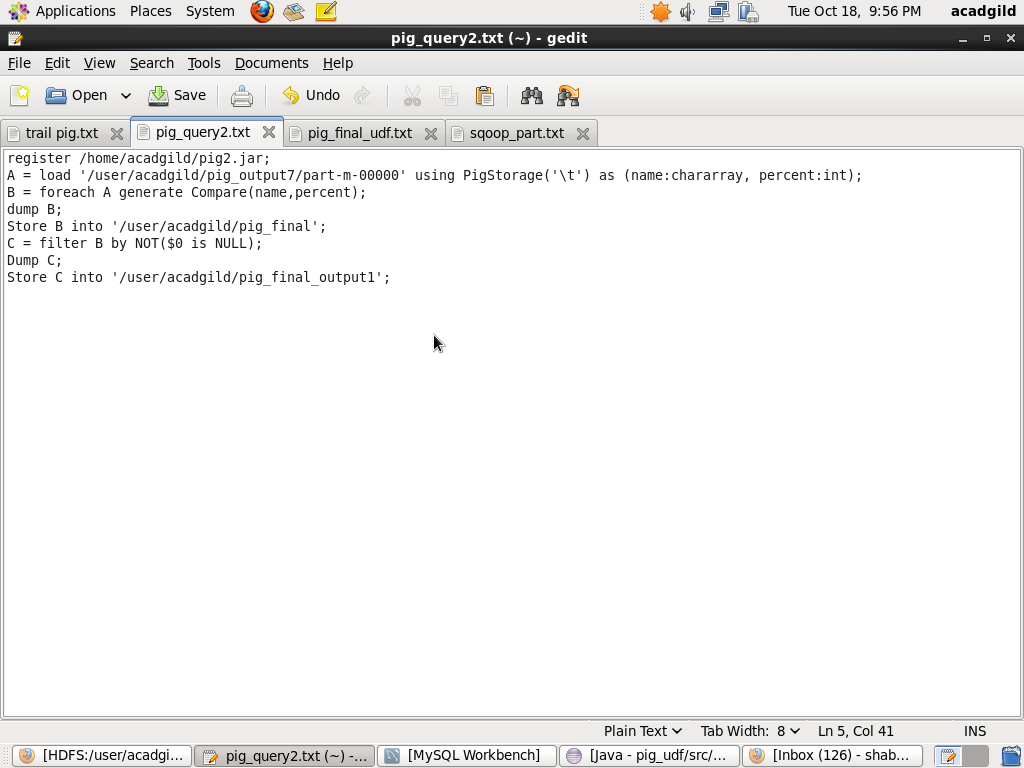 Applications Places System Tue Oct 18, 9:56 PM acadgild
pig_query2.txt (~) - gedit
File Edit View Search Tools Documents Help
Open Save Undo
trail pig.txt pig_query2.txt pig_final_udf.txt sqoop_part.txt
register /home/acadgild/pig2.jar;
A = load '/user/acadgild/pig_output7/part-m-00000' using PigStorage('\t') as (name:chararray, percent:int);
B = foreach A generate Compare(name,percent);
dump B;
Store B into '/user/acadgild/pig_final';
C = filter B by NOT($0 is NULL);
Dump C;
Store C into '/user/acadgild/pig_final_output1';
Plain Text Tab Width: 8 Ln 5, Col 41 INS
[HDFS:/user/acadgi... pig_query2.txt (~) -... [MySQL Workbench] [Java - pig_udf/src/... [Inbox (126) - shab...